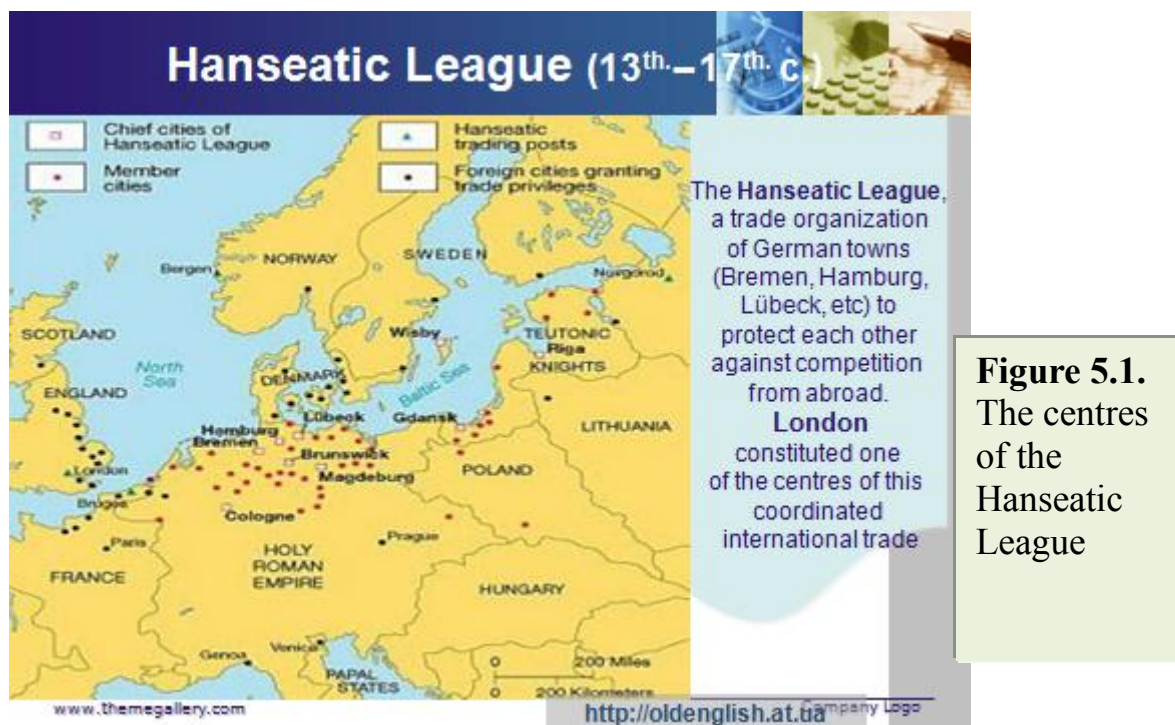 Hanseatic League (13th.–17th. c.)
Chief cities of
Hanseatic League
Member
cities
Hanseatic
trading posts
Foreign cities granting
trade privileges
NORWAY
SWEDEN
Bergen
Novgorod
SCOTLAND
North
Sea
Wisby
TEUTONIC
KNIGHTS
Riga
DENMARK
Baltic Sea
ENGLAND
Lübeck
Gdansk
LITHUANIA
Hamburg
Bremen
Brunswick
Magdeburg
POLAND
London
Bruges
Cologne
Paris
Prague
HOLY
ROMAN
EMPIRE
FRANCE
HUNGARY
Venice
Genoa
PAPAL
STATES
0 200 Miles
0 200 Kilometers
The Hanseatic League,
a trade organization
of German towns
(Bremen, Hamburg,
Lübeck, etc) to
protect each other
against competition
from abroad.
London
constituted one
of the centres of this
coordinated
international trade
www.themegallery.com
http://oldenglish.at.ua
Company Logo
Figure 5.1.
The centres
of the
Hanseatic
League